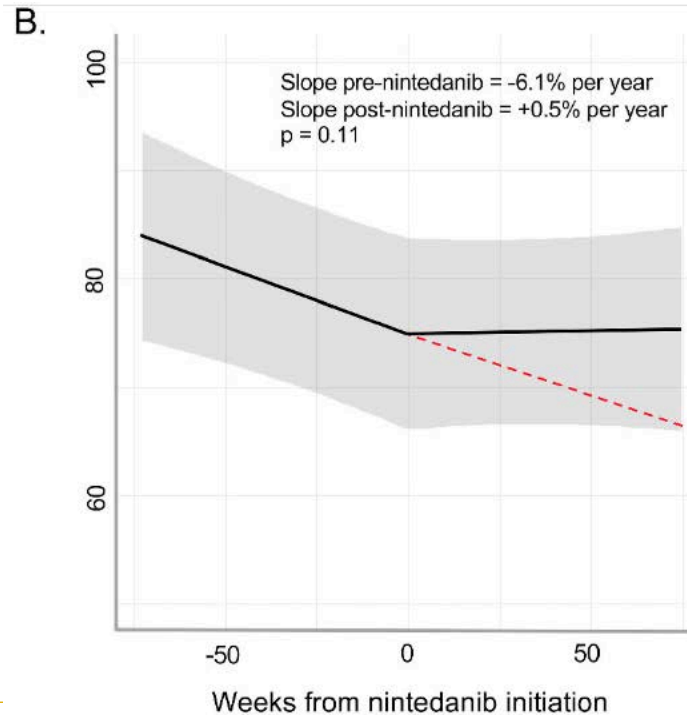 B.
Slope pre-nintedanib = -6.1% per year
Slope post-nintedanib = +0.5% per year
p = 0.11
100
80
60
-50 0 50
Weeks from nintedanib initiation